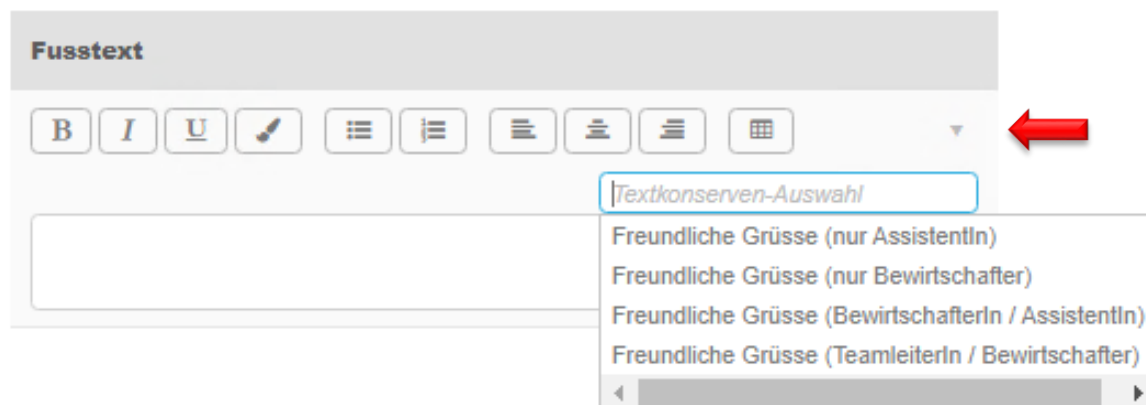 Fusstext
B I U
Textkonserven-Auswahl
Freundliche Grüsse (nur AssistentIn)
Freundliche Grüsse (nur Bewirtschafter)
Freundliche Grüsse (BewirtschafterIn / AssistentIn)
Freundliche Grüsse (TeamleiterIn / Bewirtschafter)